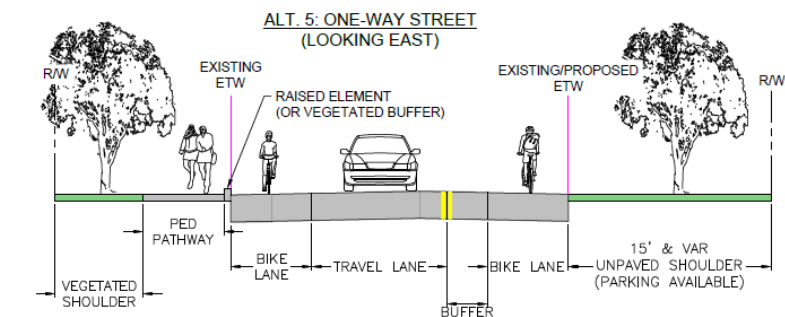 ALT. 5: ONE-WAY STREET
(LOOKING EAST)
R/W
EXISTING
ETW
RAISED ELEMENT
(OR VEGETATED BUFFER)
EXISTING/PROPOSED
ETW
R/W
PED
PATHWAY
VEGETATED
SHOULDER
BIKE
LANE
TRAVEL LANE
BUFFER
BIKE LANE
15' & VAR
UNPAVED SHOULDER
(PARKING AVAILABLE)